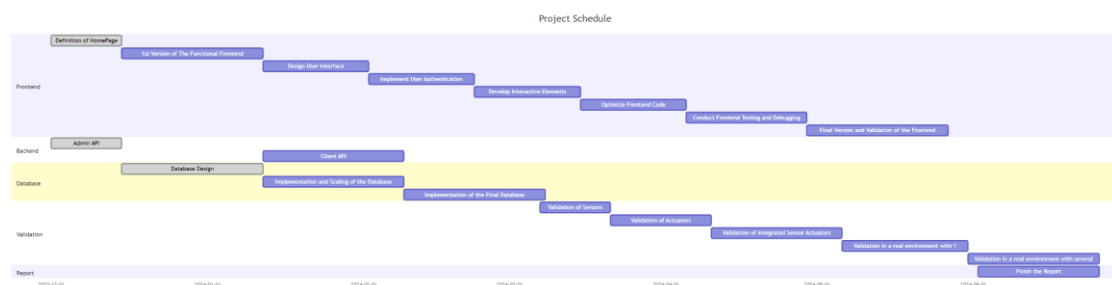 Project Schedule
Definition of HomePage
1st Version of The Functional Frontend
Design User Interface
Implement User Authentication
Develop Interactive Elements
Optimize Frontend Code
Conduct Frontend Testing and Debugging
Final Version and Validation of the Frontend
Frontend
Admin API
Client API
Backend
Database Design
Implementation and Scaling of the Database
Implementation of the Final Database
Database
Validation of Sensors
Validation of Actuators
Validation of Integrated Sensor Actuators
Validation in a real environment with 1
Validation in a real environment with several
Validation
Finish the Report
Report